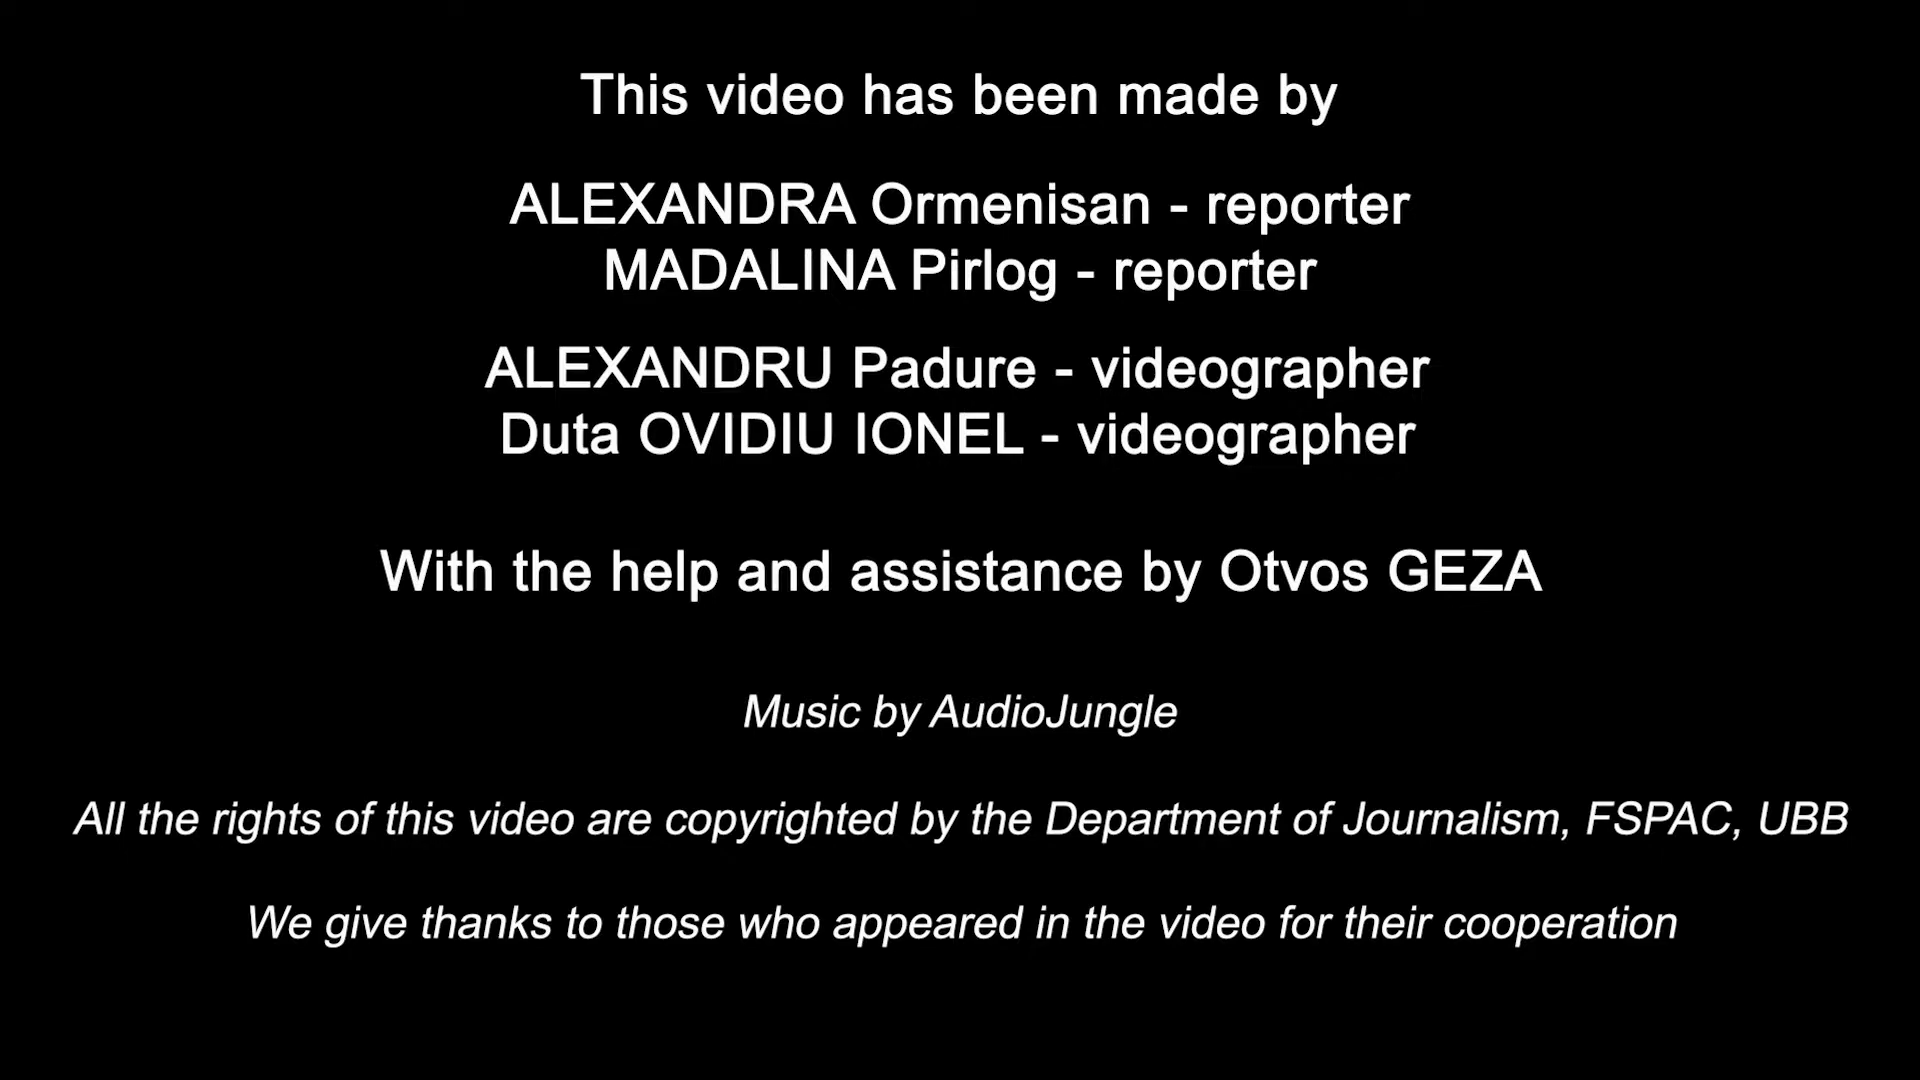 This video has been made by
ALEXANDRA Ormenisan - reporter
MADALINA Pirlog - reporter
ALEXANDRU Padure - videographer
Duta OVIDIU IONEL - videographer
With the help and assistance by Otvos GEZA
Music by AudioJungle
All the rights of this video are copyrighted by the Department of Journalism, FSPAC, UBB
We give thanks to those who appeared in the video for their cooperation